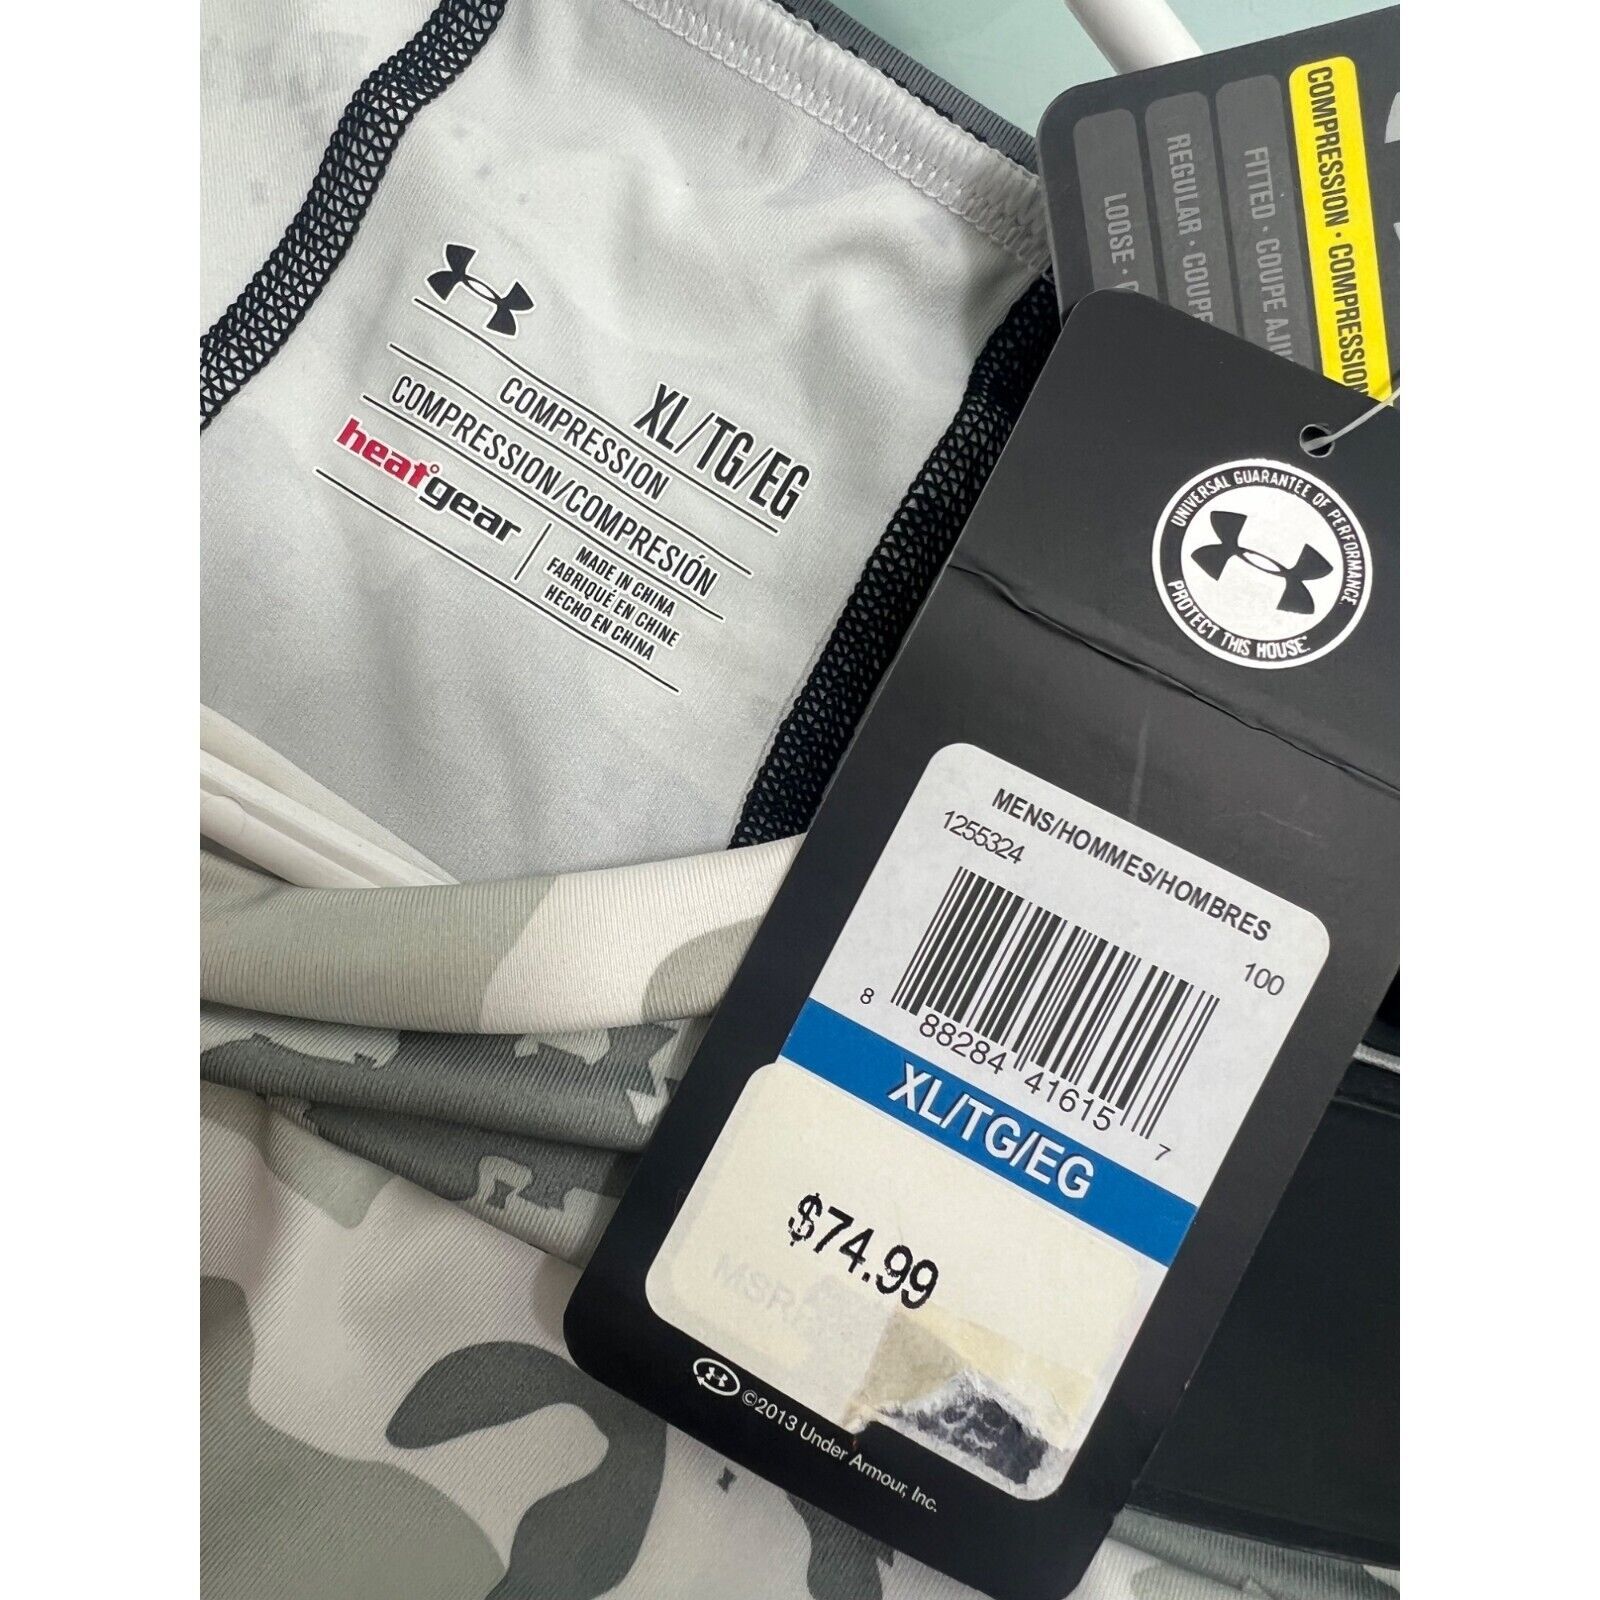 XL/TG/EG
COMPRESSION
COMPRESSION/COMPRESIÓN
heatgear
MADE IN CHINA
FABRIQUÉ EN CHINE
HECHO EN CHINA
COMPRESSION · COMPRESSION
FITTED · COUPE
REGULAR · COUPE
LOOSE ·
UNIVERSAL GUARANTEE OF PERFORMANCE.
PROTECT THIS HOUSE.
MENS/HOMMES/HOMBRES
1255324
100
8 88284 41615 7
XL/TG/EG
$74.99
MSRP
©2013 Under Armour, Inc.